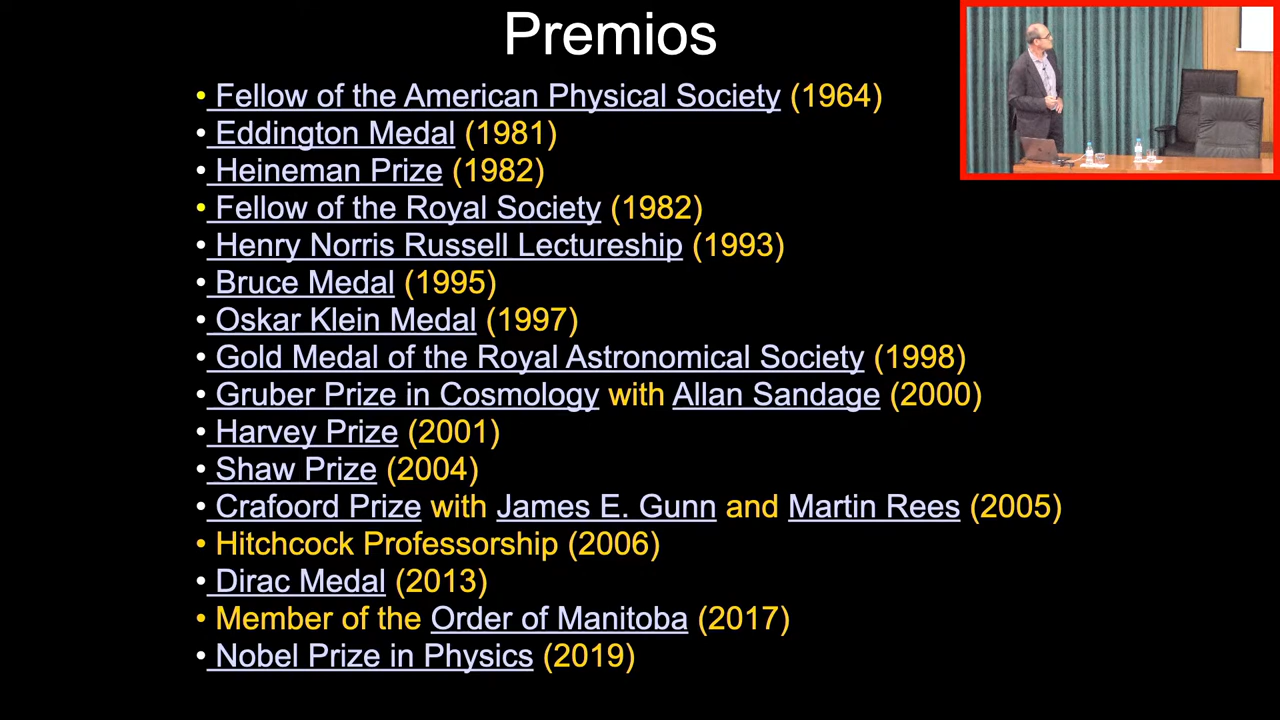 Premios
• Fellow of the American Physical Society (1964)
• Eddington Medal (1981)
• Heineman Prize (1982)
• Fellow of the Royal Society (1982)
• Henry Norris Russell Lectureship (1993)
• Bruce Medal (1995)
• Oskar Klein Medal (1997)
• Gold Medal of the Royal Astronomical Society (1998)
• Gruber Prize in Cosmology with Allan Sandage (2000)
• Harvey Prize (2001)
• Shaw Prize (2004)
• Crafoord Prize with James E. Gunn and Martin Rees (2005)
• Hitchcock Professorship (2006)
• Dirac Medal (2013)
• Member of the Order of Manitoba (2017)
• Nobel Prize in Physics (2019)